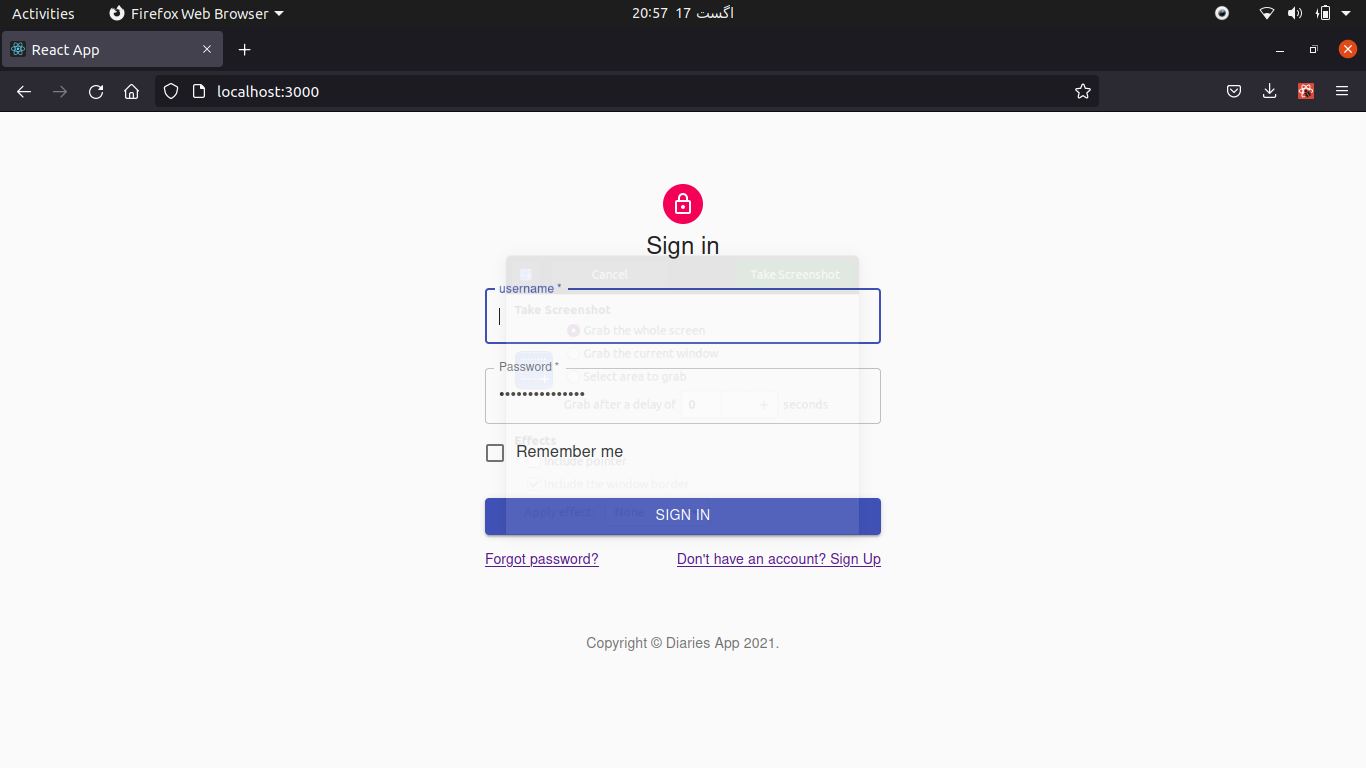 Activities Firefox Web Browser 20:57 17 اگست
React App
localhost:3000
Sign in
Cancel Take Screenshot
username *
Take Screenshot
Grab the whole screen
Grab the current window
Password *
Select area to grab
•••••••••••••••
Grab after a delay of 0 + seconds
Effects
Remember me
Include pointer
Include the window border
Apply effect None
SIGN IN
Forgot password? Don't have an account? Sign Up
Copyright © Diaries App 2021.